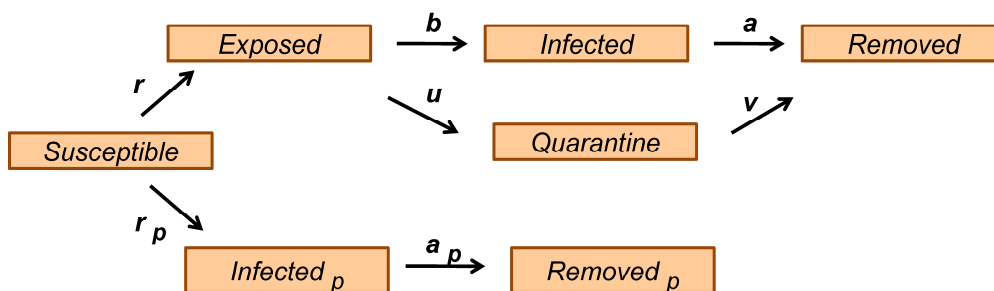 b
a
Exposed
Infected
Removed
r
u
v
Susceptible
Quarantine
r p
a p
Infected p
Removed p